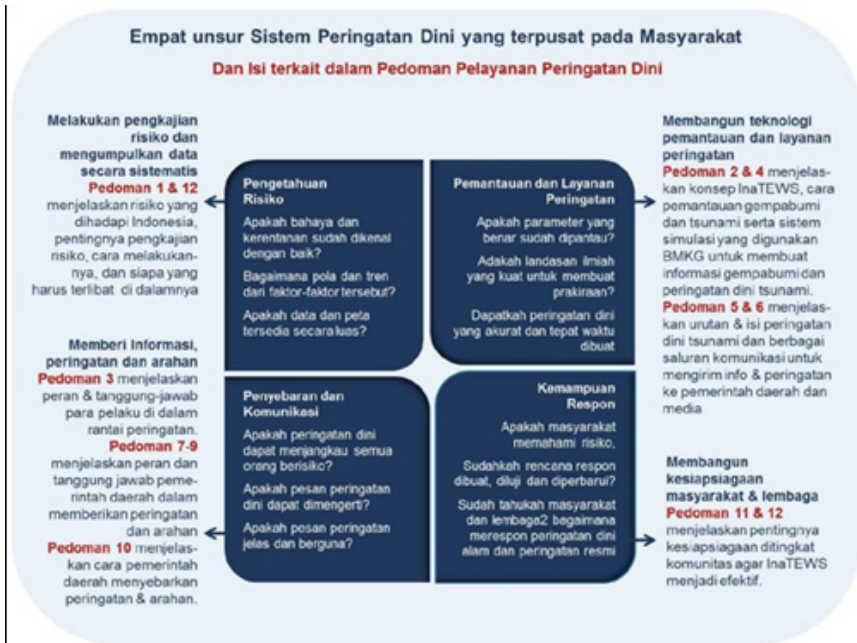 Empat unsur Sistem Peringatan Dini yang terpusat pada Masyarakat
Dan Isi terkait dalam Pedoman Pelayanan Peringatan Dini
Melakukan pengkajian
risiko dan
mengumpulkan data
secara sistematis
Pedoman 1 & 12
menjelaskan risiko yang
dihadapi Indonesia,
pentingnya pengkajian
risiko, cara melakukan-
nya, dan siapa yang
harus terlibat di dalamnya
Pengetahuan
Risiko
Apakah bahaya dan
kerentanan sudah dikenal
dengan baik?
Bagaimana pola dan tren
dari faktor-faktor tersebut?
Apakah data dan peta
tersedia secara luas?
Pemantauan dan Layanan
Peringatan
Apakah parameter yang
benar sudah dipantau?
Adakah landasan ilmiah
yang kuat untuk membuat
prakiraan?
Dapatkah peringatan dini
yang akurat dan tepat waktu
dibuat
Membangun teknologi
pemantauan dan layanan
peringatan
Pedoman 2 & 4 menjelas-
kan konsep InaTEWS, cara
pemantauan gempabumi
dan tsunami serta sistem
simulasi yang digunakan
BMKG untuk membuat
informasi gempabumi dan
peringatan dini tsunami.
Pedoman 5 & 6 menjelas-
kan urutan & isi peringatan
dini tsunami dan berbagai
saluran komunikasi untuk
mengirim info & peringatan
ke pemerintah daerah dan
media
Memberi Informasi,
peringatan dan arahan
Pedoman 3 menjelaskan
peran & tanggung-jawab
para pelaku di dalam
rantai peringatan.
Pedoman 7-9
menjelaskan peran dan
tanggung jawab peme-
rintah daerah dalam
memberikan peringatan
dan arahan
Pedoman 10 menjelas-
kan cara pemerintah
daerah menyebarkan
peringatan & arahan.
Penyebaran dan
Komunikasi
Apakah peringatan dini
dapat menjangkau semua
orang berisiko?
Apakah pesan peringatan
dini dapat dimengerti?
Apakah pesan peringatan
jelas dan berguna?
Kemampuan
Respon
Apakah masyarakat
memahami risiko,
Sudahkah rencana respon
dibuat, diluji dan diperbarui?
Sudah tahukah masyarakat
dan lembaga2 bagaimana
merespon peringatan dini
alam dan peringatan resmi
Membangun
kesiapsiagaan
masyarakat & lembaga
Pedoman 11 & 12
menjelaskan pentingnya
kesiapsiagaan ditingkat
komunitas agar InaTEWS
menjadi efektif.